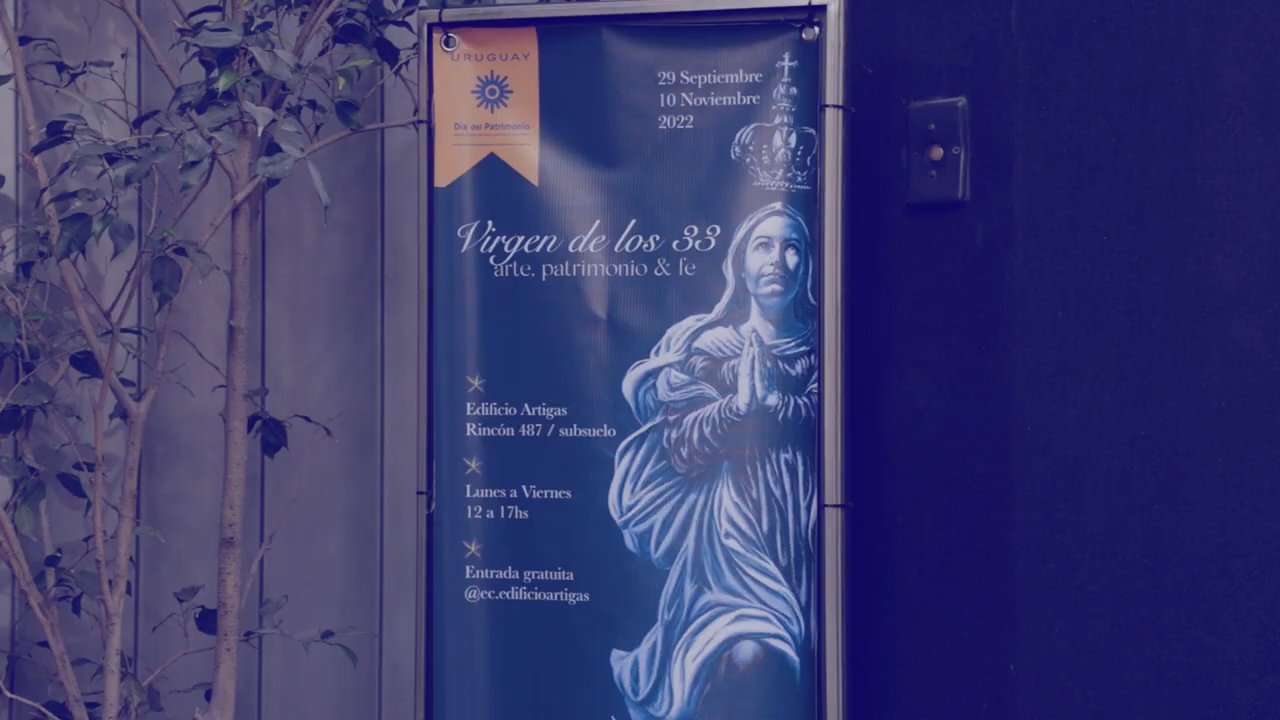 URUGUAY
Día del Patrimonio
29 Septiembre
10 Noviembre
2022
Virgen de los 33
arte, patrimonio & fe
Edificio Artigas
Rincón 487 / subsuelo
Lunes a Viernes
12 a 17hs
Entrada gratuita
@ec.edificioartigas